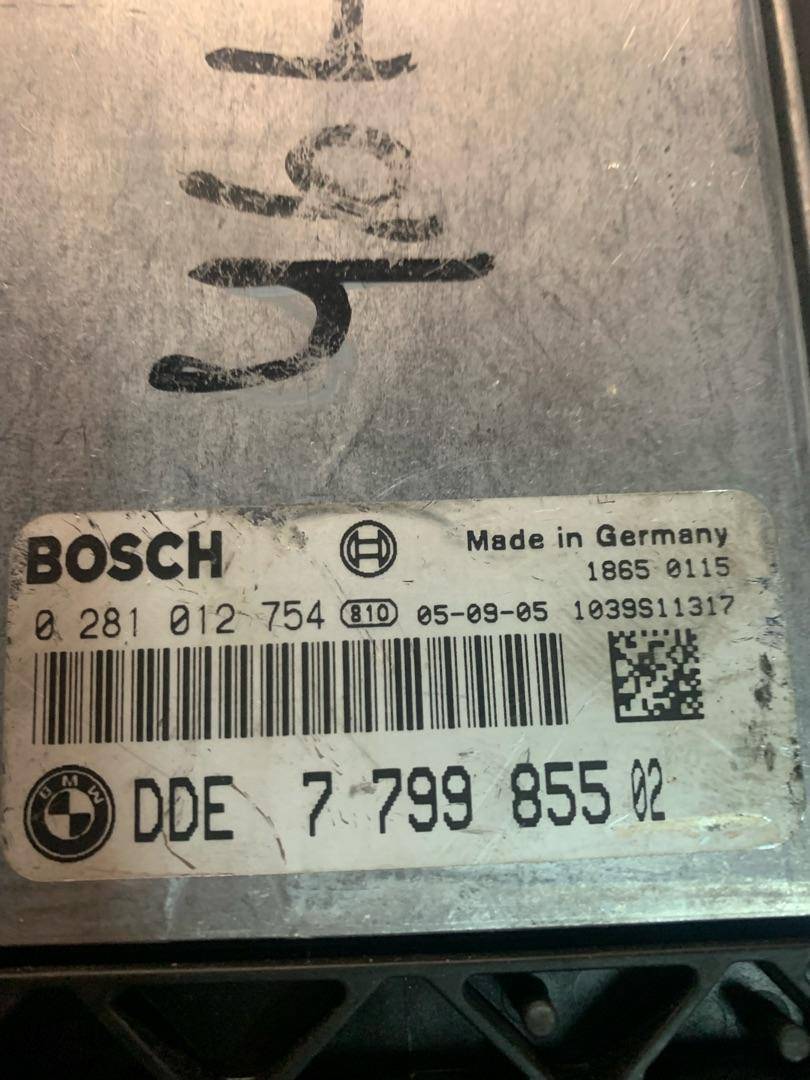 BOSCH
Made in Germany
1865 0115
0 281 012 754 810 05-09-05 1039S11317
BMW DDE 7 799 855 02